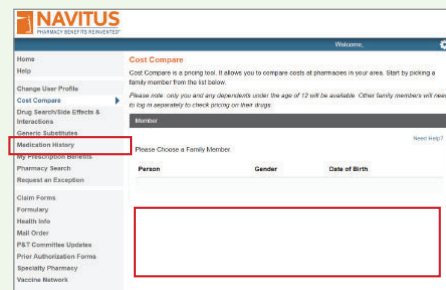 NAVITUS
PHARMACY BENEFITS REINVENTED
Welcome,
Home
Help
Change User Profile
Cost Compare
Drug Search/Side Effects &
Interactions
Generic Substitutes
Medication History
My Prescription Benefits
Pharmacy Search
Request an Exception
Claim Forms
Formulary
Health Info
Mail Order
P&T Committee Updates
Prior Authorization Forms
Specialty Pharmacy
Vaccine Network
Cost Compare
Cost Compare is a pricing tool. It allows you to compare costs at pharmacies in your area. Start by picking a
family member from the list below.
Please note: only you and any dependents under the age of 12 will be available. Other family members will need
to log in separately to check pricing on their drugs.
Member
Need Help?
Please Choose a Family Member.
Person Gender Date of Birth